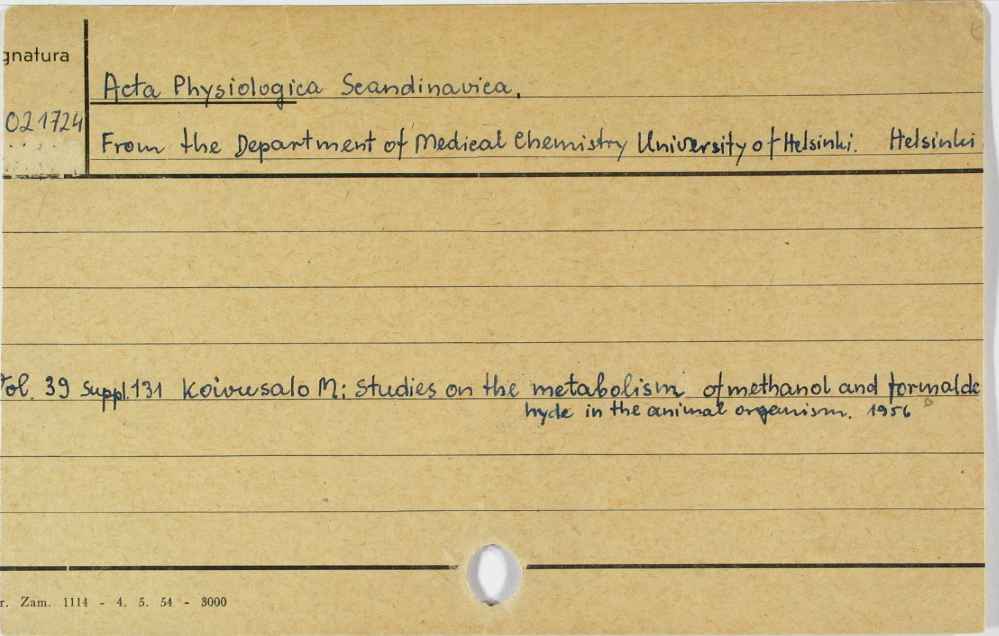 gnatura
Acta Physiologica Scandinavica.
021724
From the Department of Medical Chemistry University of Helsinki. Helsinki
Vol. 39 Suppl. 131 Koivusalo M: Studies on the metabolism of methanol and formalde
hyde in the animal organism. 1956
r. Zam. 1114 - 4. 5. 54 - 3000